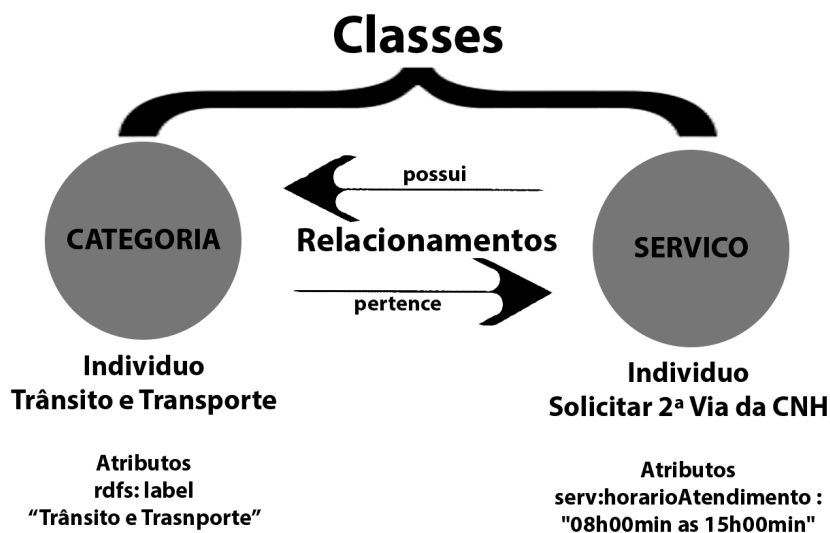 Classes
possui
CATEGORIA
Relacionamentos
SERVICO
pertence
Individuo
Trânsito e Transporte
Individuo
Solicitar 2ª Via da CNH
Atributos
rdfs: label
“Trânsito e Trasnporte”
Atributos
serv:horarioAtendimento :
"08h00min as 15h00min"